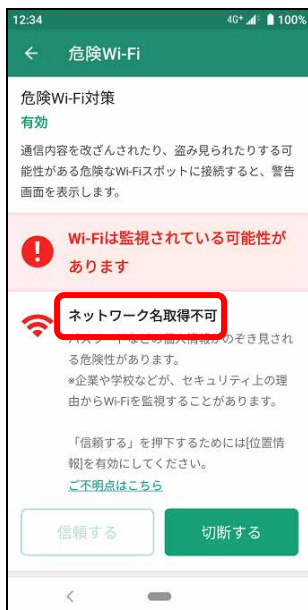 12:34 4G+ 100%
危険Wi-Fi
危険Wi-Fi対策
有効
通信内容を改ざんされたり、盗み見られたりする可
能性がある危険なWi-Fiスポットに接続すると、警告
画面を表示します。
Wi-Fiは監視されている可能性が
あります
ネットワーク名取得不可
パスワードなどの個人情報がのぞき見され
る危険性があります。
※企業や学校などが、セキュリティ上の理
由からWi-Fiを監視することがあります。
「信頼する」を押下するためには[位置情
報]を有効にしてください。
ご不明点はこちら
信頼する 切断する